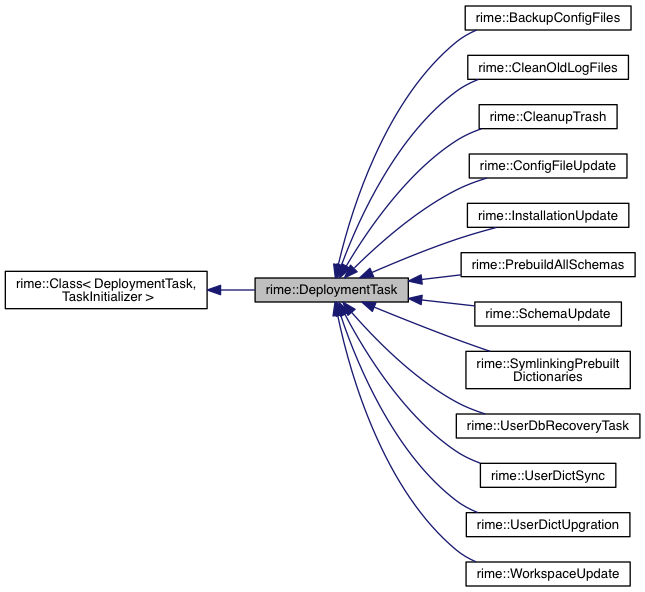 rime::BackupConfigFiles
rime::CleanOldLogFiles
rime::CleanupTrash
rime::ConfigFileUpdate
rime::InstallationUpdate
rime::PrebuildAllSchemas
rime::Class< DeploymentTask,
TaskInitializer >
rime::DeploymentTask
rime::SchemaUpdate
rime::SymlinkingPrebuilt
Dictionaries
rime::UserDbRecoveryTask
rime::UserDictSync
rime::UserDictUpgration
rime::WorkspaceUpdate